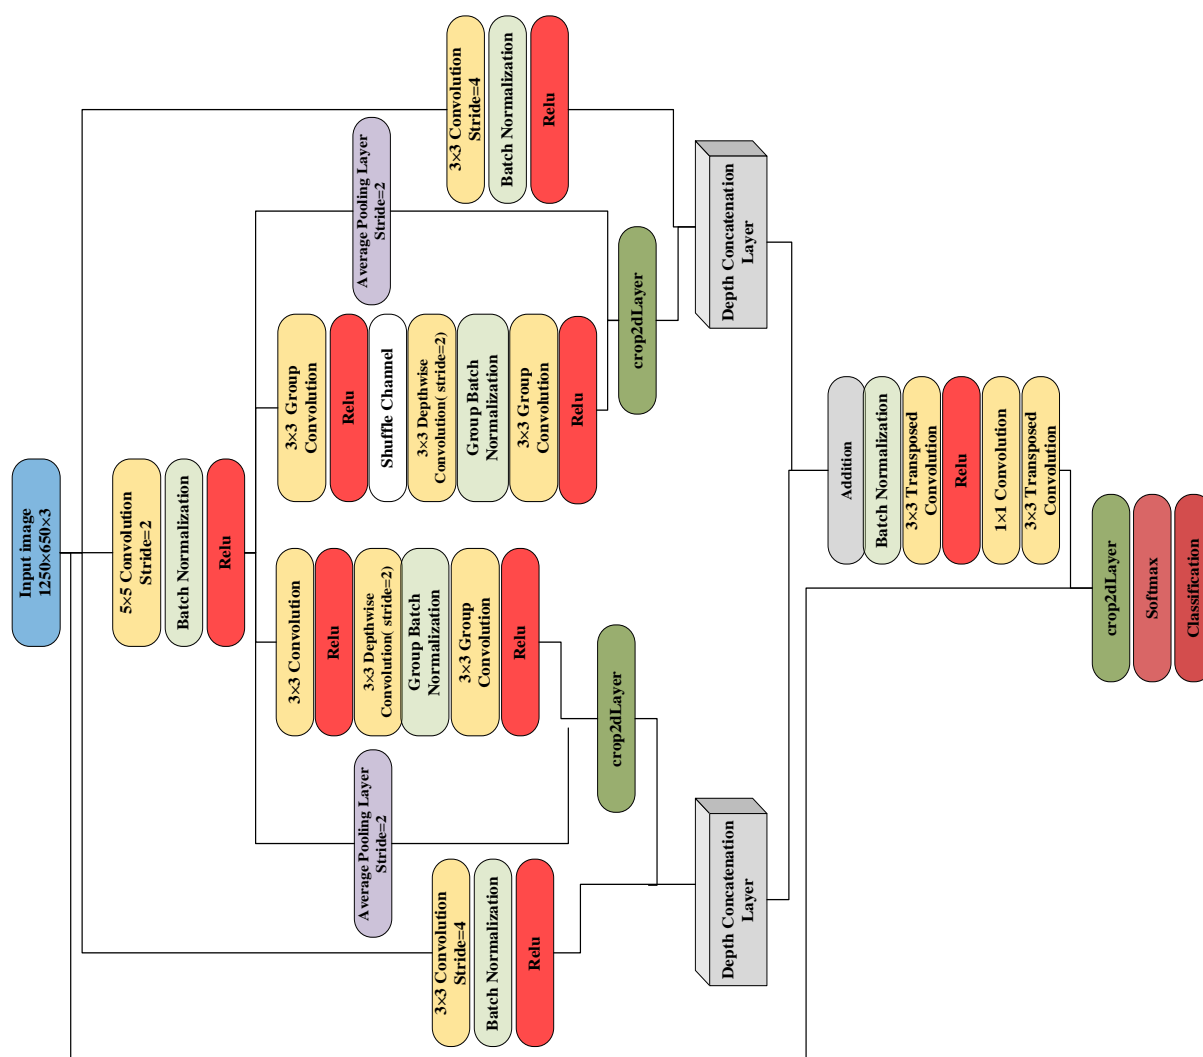 Input image
1250×650×3
5×5 Convolution
Stride=2
Batch Normalization
Relu
3×3 Convolution
Stride=4
Batch Normalization
Relu
Average Pooling Layer
Stride=2
3×3 Convolution
Relu
3×3 Depthwise
Convolution( stride=2)
Group Batch
Normalization
3×3 Group
Convolution
Relu
crop2dLayer
Depth Concatenation
Layer
3×3 Group
Convolution
Relu
Shuffle Channel
3×3 Depthwise
Convolution( stride=2)
Group Batch
Normalization
3×3 Group
Convolution
Relu
Average Pooling Layer
Stride=2
crop2dLayer
3×3 Convolution
Stride=4
Batch Normalization
Relu
Depth Concatenation
Layer
Addition
Batch Normalization
3×3 Transposed
Convolution
Relu
1×1 Convolution
3×3 Transposed
Convolution
crop2dLayer
Softmax
Classification